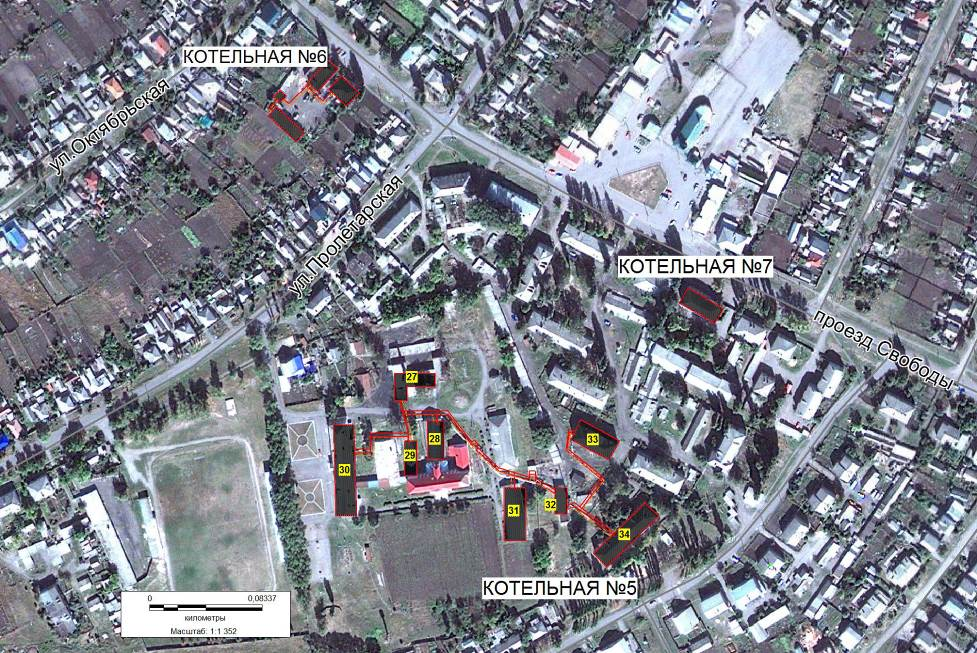 КОТЕЛЬНАЯ №6
ул.Октябрьская
ул.Пролетарская
КОТЕЛЬНАЯ №7
проезд Свободы
27
28
29
30
31
32
33
34
КОТЕЛЬНАЯ №5
0 0,08337
километры
Масштаб: 1:1 352